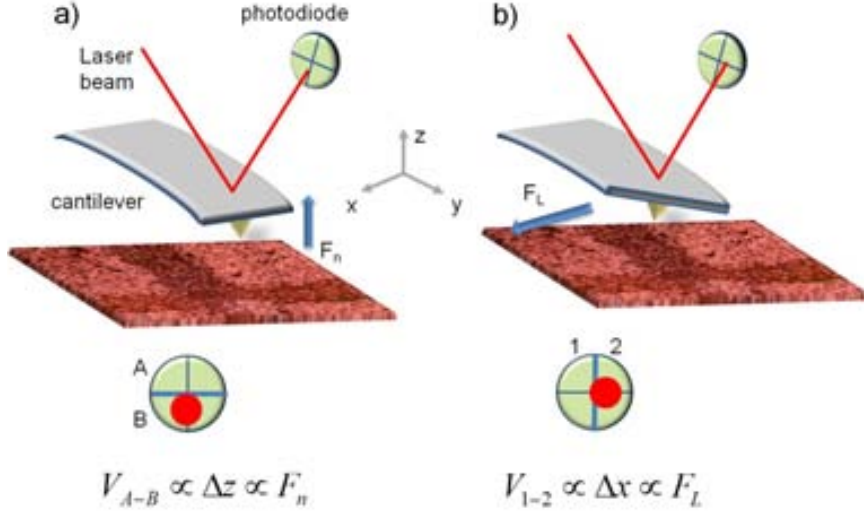 a)
photodiode
b)
Laser
beam
z
x
y
cantilever
F_n
F_L
A
B
1 2
V_{A-B} ∝ Δz ∝ F_n
V_{1-2} ∝ Δx ∝ F_L